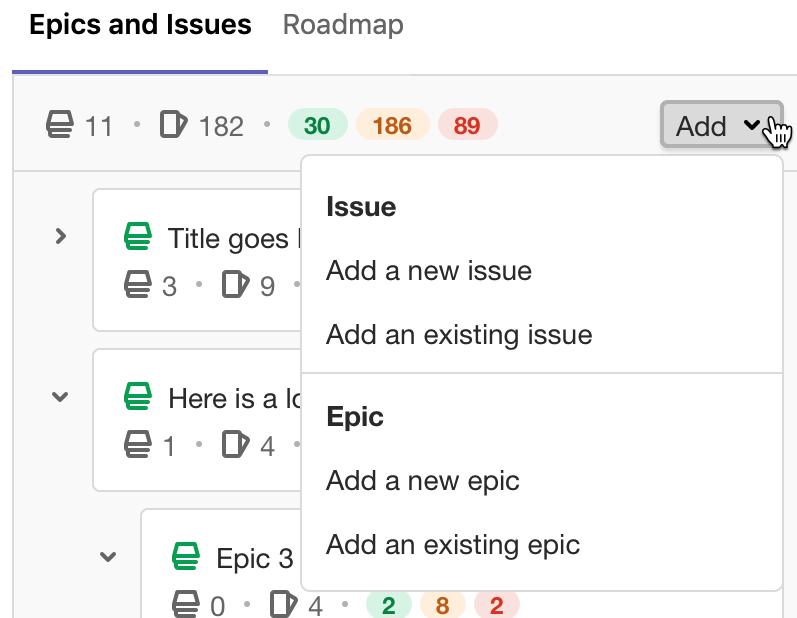 Epics and Issues Roadmap
11 • 182 • 30 186 89 Add
Issue
Add a new issue
Add an existing issue
Epic
Add a new epic
Add an existing epic
Title goes
3 • 9 •
Here is a
1 • 4 •
Epic 3
0 • 4 • 2 8 2